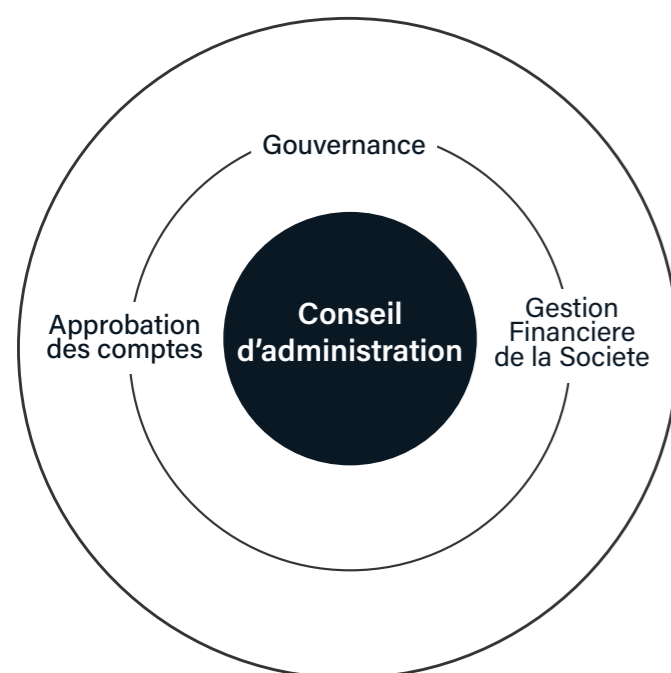 Gouvernance
Approbation
des comptes
Conseil
d'administration
Gestion
Financiere
de la Societe